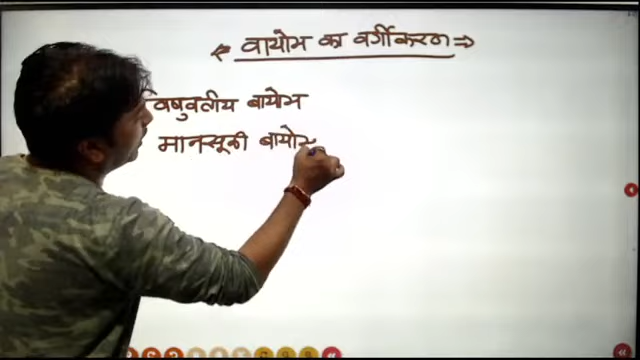 वायोम का वर्गीकरण
विषुवतीय बायोम
मानसूनी बायोम